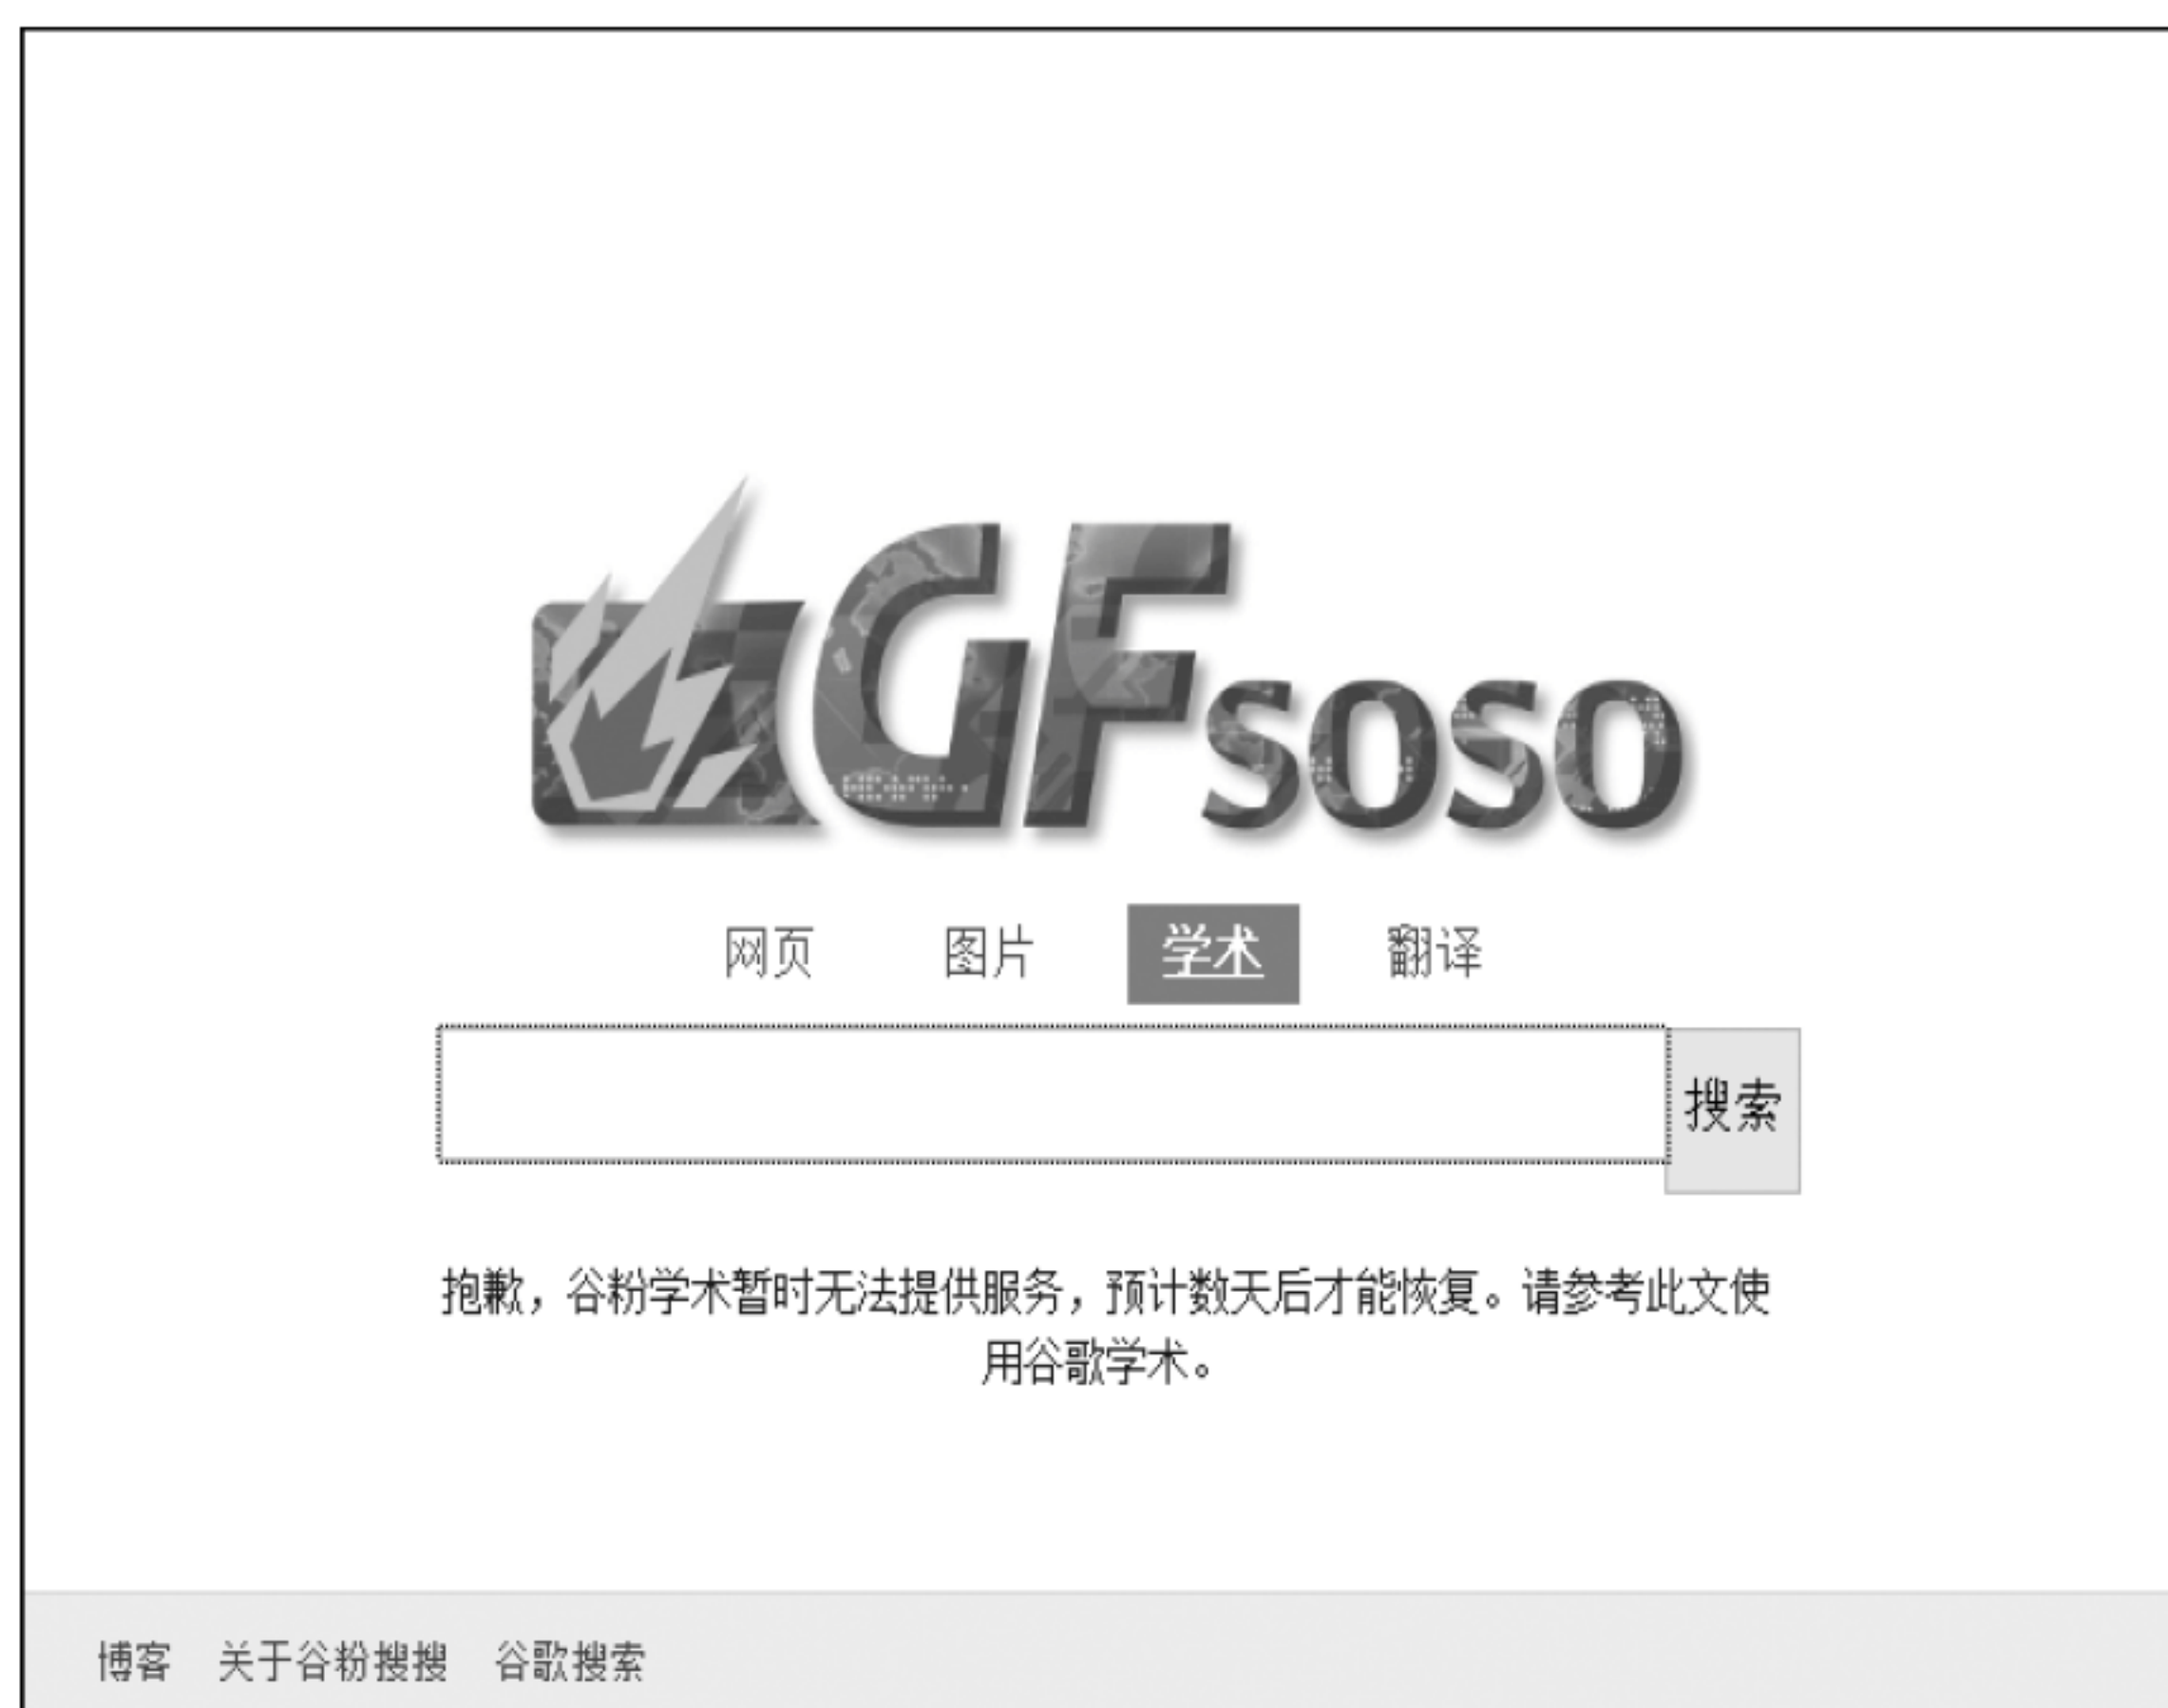 GFsoso
网页 图片 学术 翻译
搜索
抱歉，谷粉学术暂时无法提供服务，预计数天后才能恢复。请参考此文使
用谷歌学术。
博客 关于谷粉搜搜 谷歌搜索